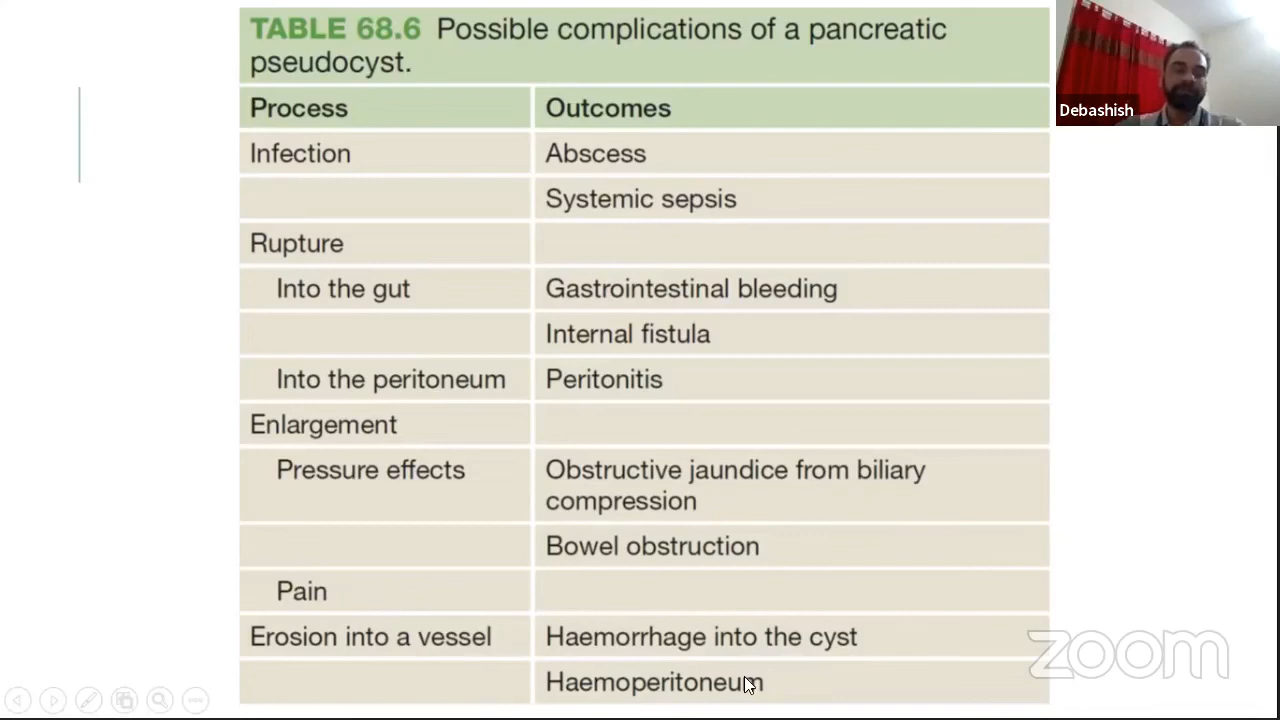 TABLE 68.6 Possible complications of a pancreatic
pseudocyst.
Process Outcomes
Infection Abscess
Systemic sepsis
Rupture
Into the gut Gastrointestinal bleeding
Internal fistula
Into the peritoneum Peritonitis
Enlargement
Pressure effects Obstructive jaundice from biliary
compression
Bowel obstruction
Pain
Erosion into a vessel Haemorrhage into the cyst
Haemoperitoneum
Debashish
zoom